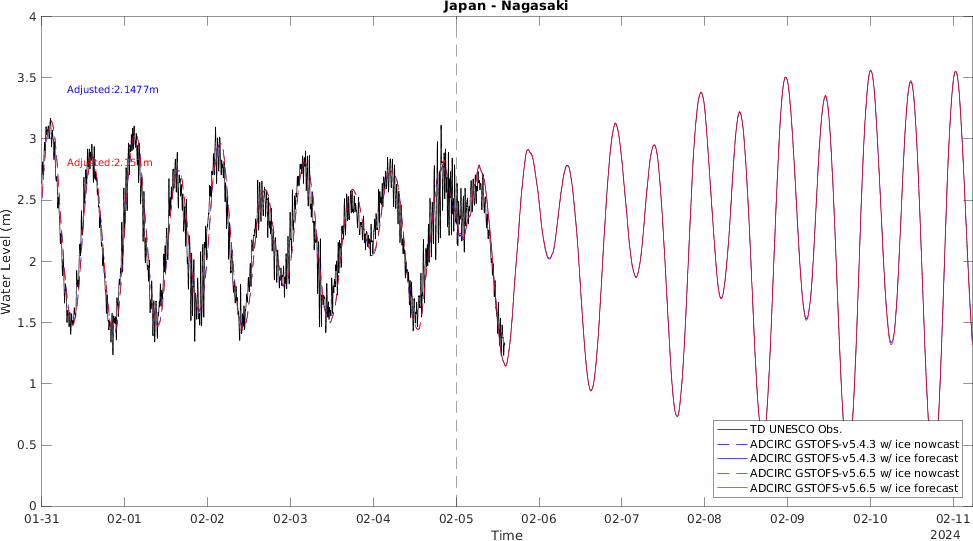 Japan - Nagasaki
4
3.5
3
2.5
2
1.5
1
0.5
0
Water Level (m)
Adjusted:2.1477m
01-31
02-01
02-02
02-03
02-04
02-05
02-06
02-07
02-08
02-09
02-10
02-11
2024
Time
TD UNESCO Obs.
ADCIRC GSTOFS-v5.4.3 w/ ice nowcast
ADCIRC GSTOFS-v5.4.3 w/ ice forecast
ADCIRC GSTOFS-v5.6.5 w/ ice nowcast
ADCIRC GSTOFS-v5.6.5 w/ ice forecast